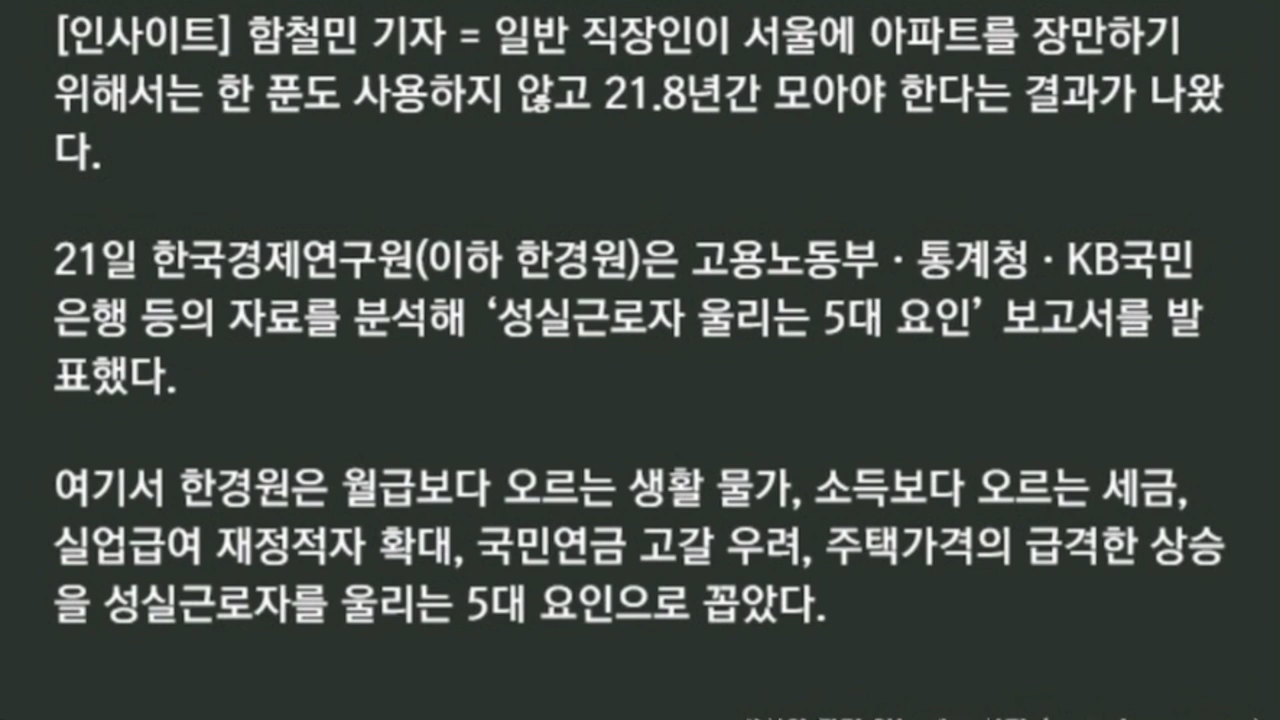 [인사이트] 함철민 기자 = 일반 직장인이 서울에 아파트를 장만하기
위해서는 한 푼도 사용하지 않고 21.8년간 모아야 한다는 결과가 나왔
다.
21일 한국경제연구원(이하 한경원)은 고용노동부 · 통계청 · KB국민
은행 등의 자료를 분석해 ‘성실근로자 울리는 5대 요인’ 보고서를 발
표했다.
여기서 한경원은 월급보다 오르는 생활 물가, 소득보다 오르는 세금,
실업급여 재정적자 확대, 국민연금 고갈 우려, 주택가격의 급격한 상승
을 성실근로자를 울리는 5대 요인으로 꼽았다.